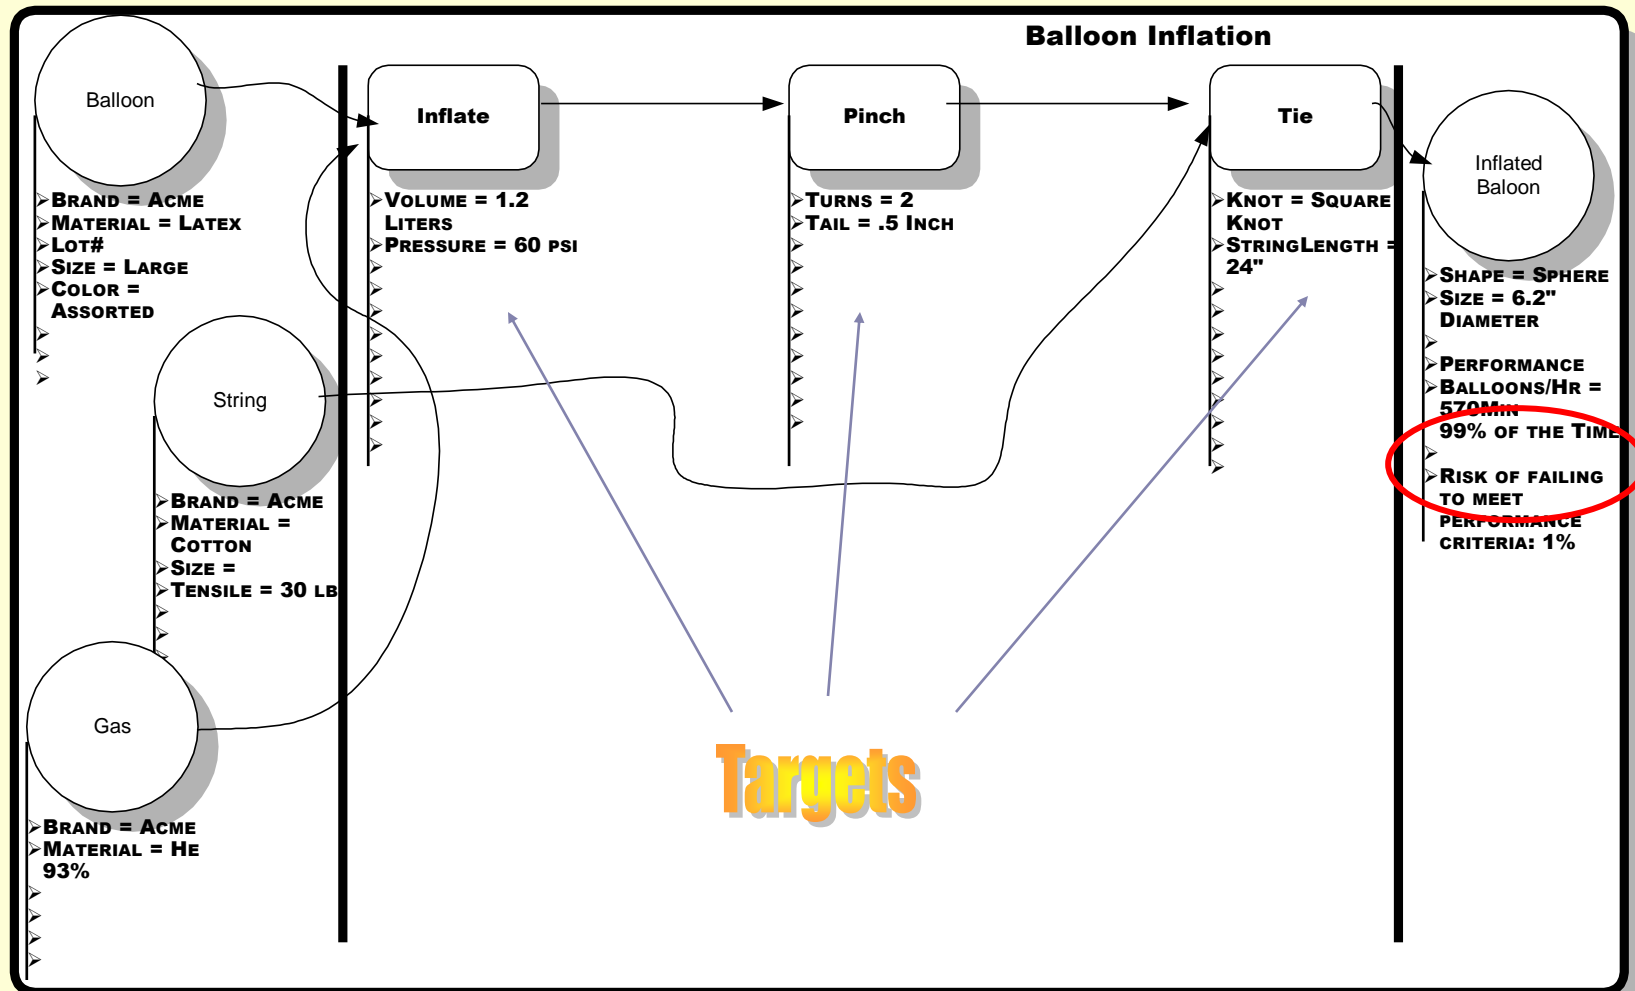 Balloon Inflation
Balloon
BRAND = ACME
MATERIAL = LATEX
LOT#
SIZE = LARGE
COLOR =
ASSORTED
String
BRAND = ACME
MATERIAL =
COTTON
SIZE =
TENSILE = 30 LB
Gas
BRAND = ACME
MATERIAL = HE
93%
Inflate
VOLUME = 1.2
LITERS
PRESSURE = 60 PSI
Pinch
TURNS = 2
TAIL = .5 INCH
Tie
KNOT = SQUARE
KNOT
STRINGLENGTH =
24"
Inflated
Baloon
SHAPE = SPHERE
SIZE = 6.2"
DIAMETER
PERFORMANCE
BALLOONS/HR =
570MIN
99% OF THE TIME
RISK OF FAILING
TO MEET
PERFORMANCE
CRITERIA: 1%
Targets